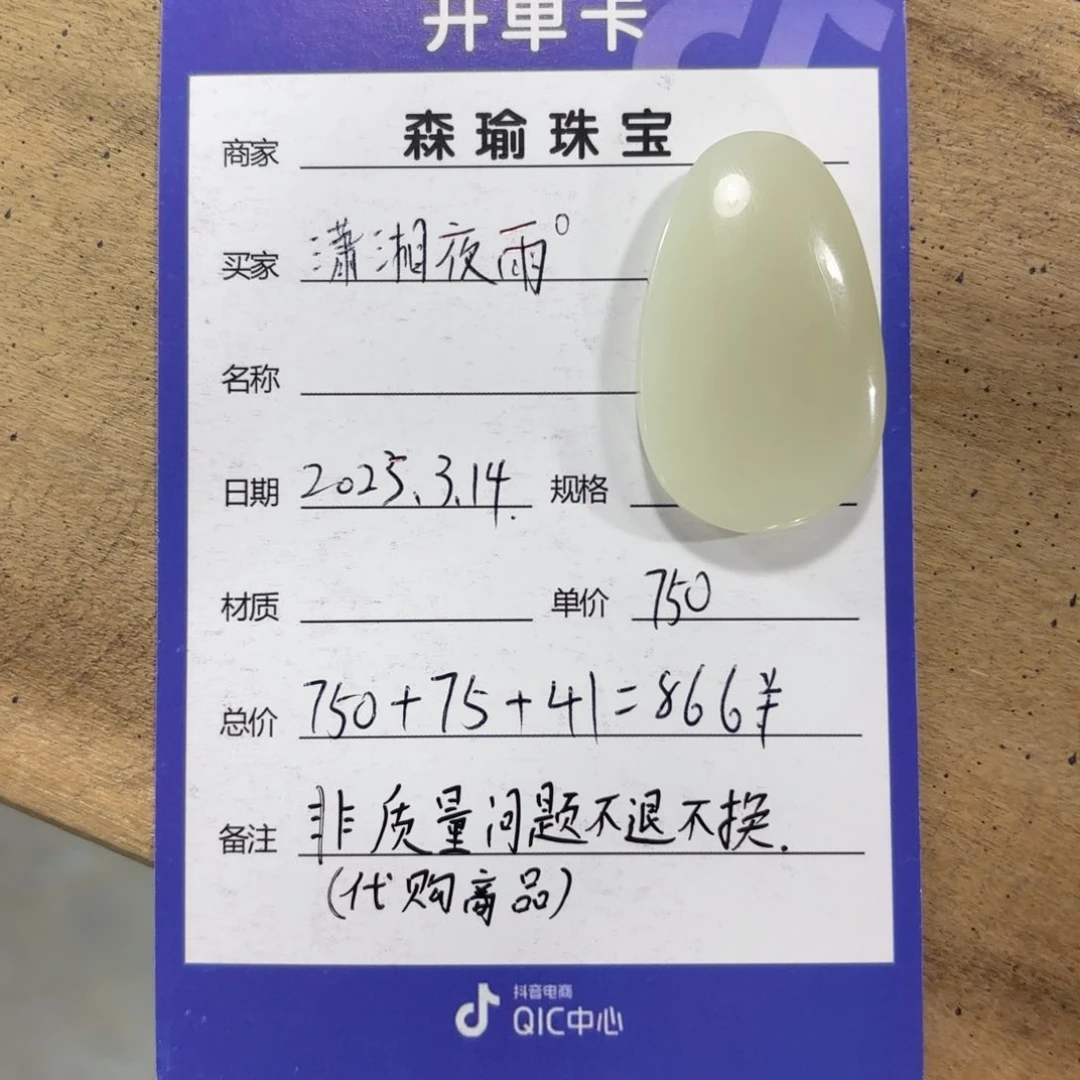 开单卡
商家 森瑜珠宝
买家 潇湘夜雨°
名称
日期 2025.3.14. 规格
材质 单价 750
总价 750+75+41=866¥
备注 非质量问题不退不换.
(代购商品)
抖音电商
QIC中心